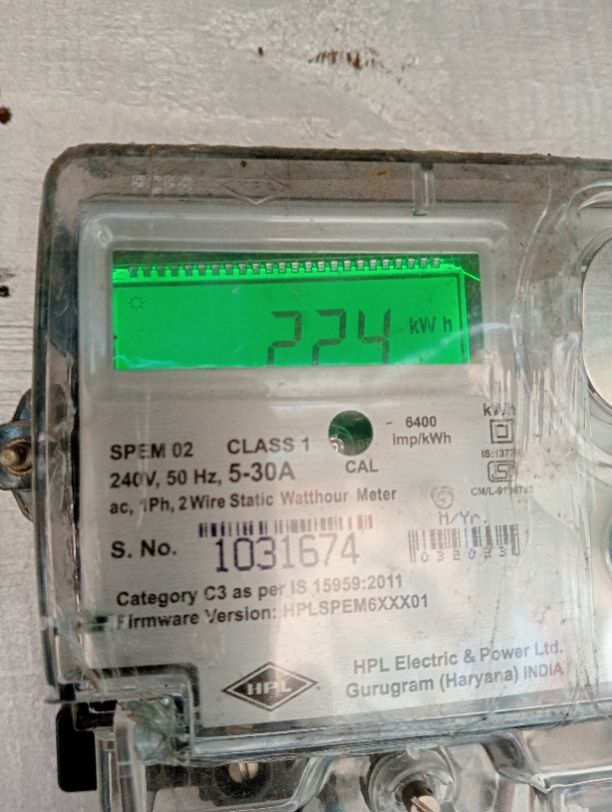 224 kW h
6400
imp/kWh
kWh
SPEM 02 CLASS 1
240V, 50 Hz, 5-30A
CAL
ac, 1Ph, 2 Wire Static Watthour Meter
M/Yr.
S. No. 1031674
Category C3 as per IS 15959:2011
Firmware Version: HPLSPEM6XXX01
HPL
HPL Electric & Power Ltd.
Gurugram (Haryana) INDIA